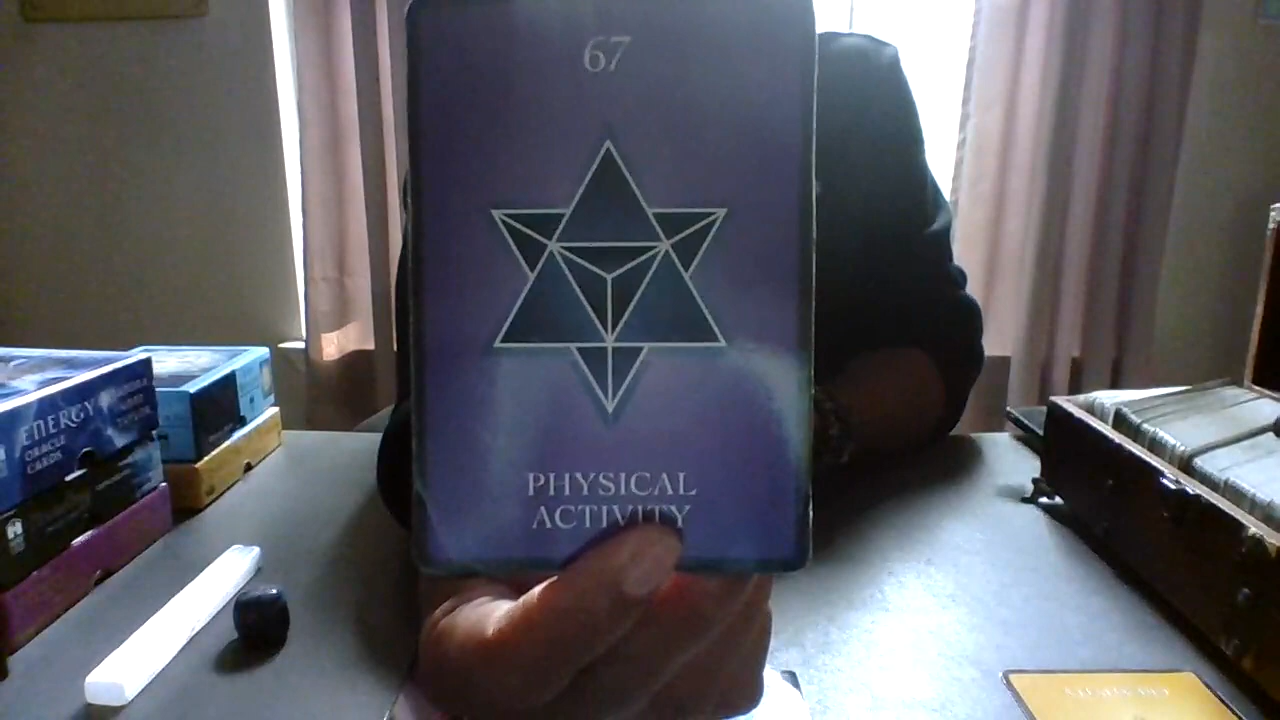 67
PHYSICAL
ACTIVITY
ENERGY
ORACLE
CARDS